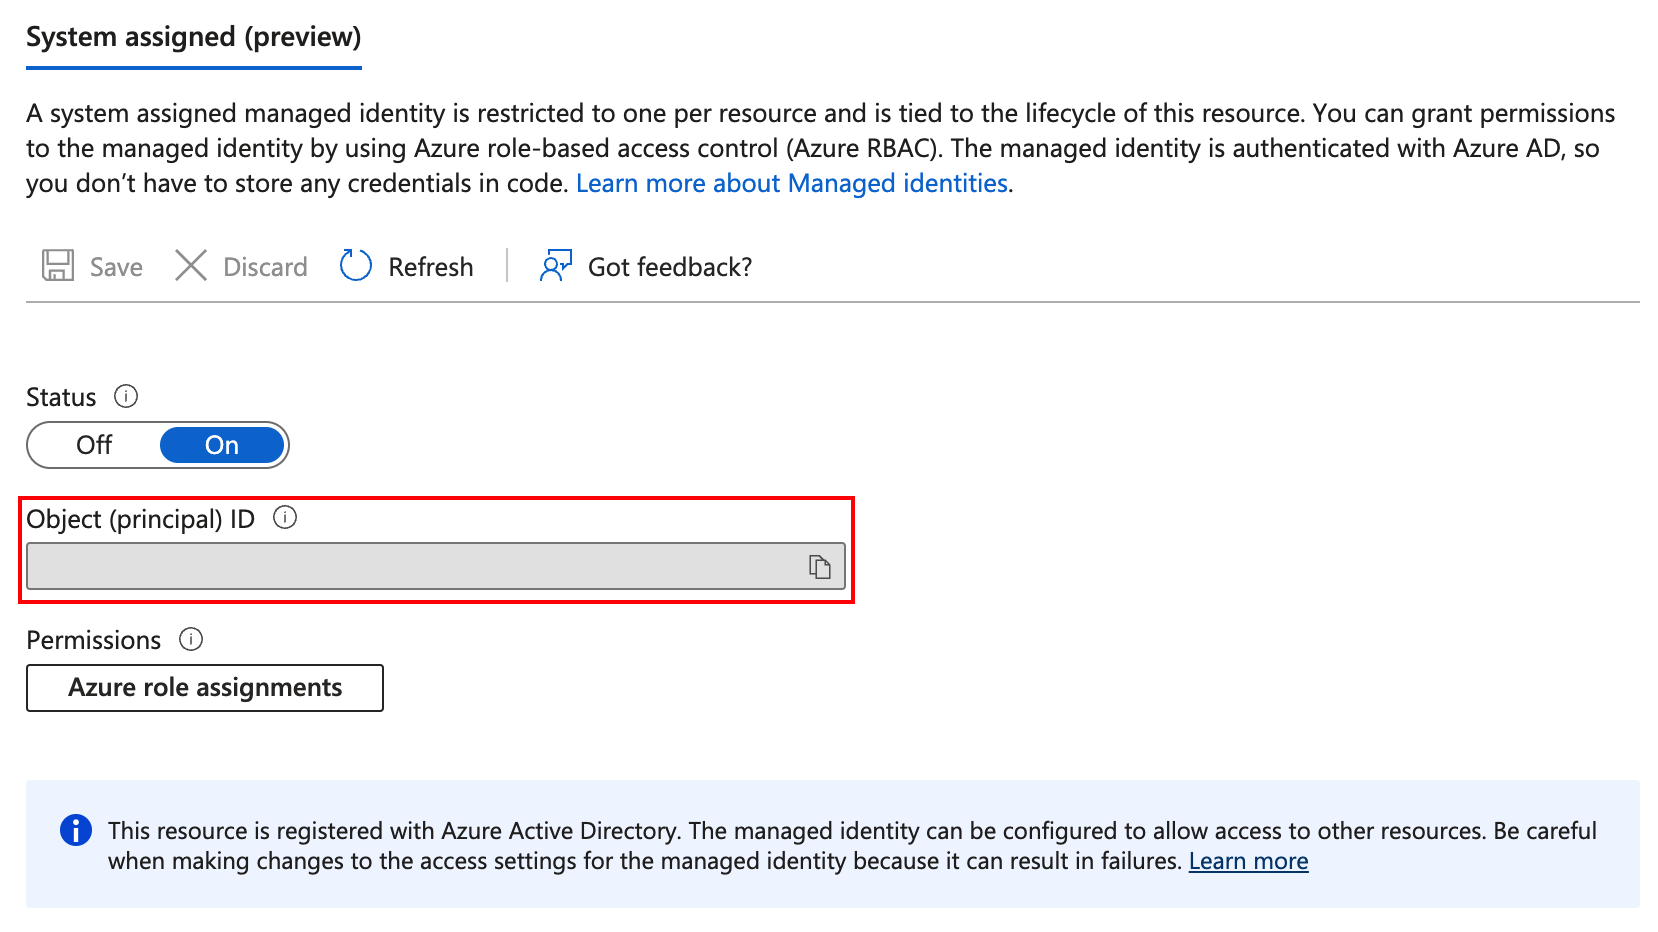 System assigned (preview)
A system assigned managed identity is restricted to one per resource and is tied to the lifecycle of this resource. You can grant permissions
to the managed identity by using Azure role-based access control (Azure RBAC). The managed identity is authenticated with Azure AD, so
you don’t have to store any credentials in code. Learn more about Managed identities.
Save Discard Refresh Got feedback?
Status
Off On
Object (principal) ID
Permissions
Azure role assignments
This resource is registered with Azure Active Directory. The managed identity can be configured to allow access to other resources. Be careful
when making changes to the access settings for the managed identity because it can result in failures. Learn more